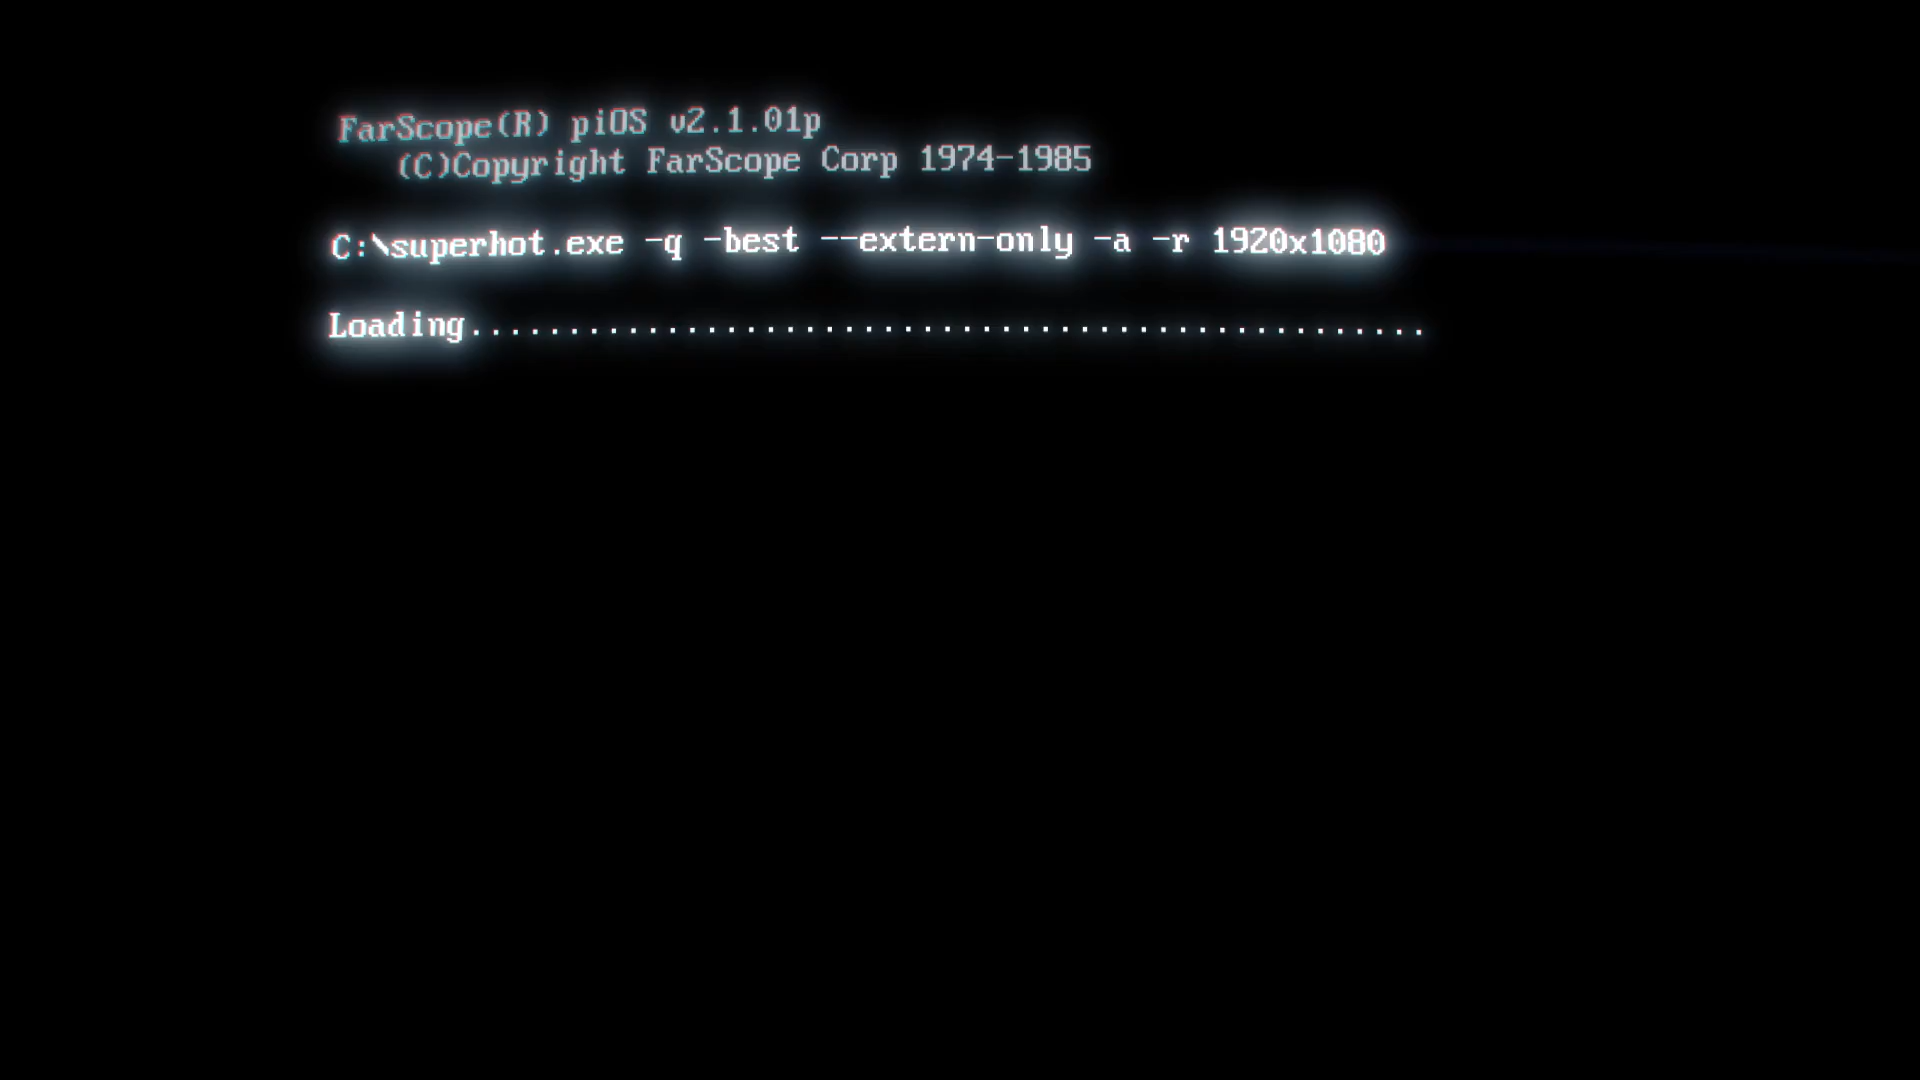 FarScope(R) piOS v2.1.01p
(C)Copyright FarScope Corp 1974-1985
C:\superhot.exe -q -best --extern-only -a -r 1920x1080
Loading.................................................